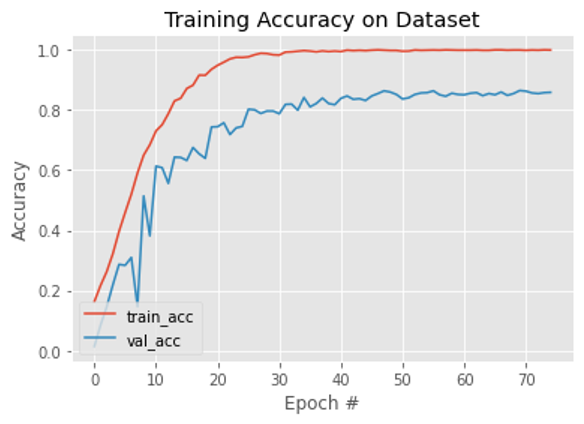 Training Accuracy on Dataset
Accuracy
1.0
0.8
0.6
0.4
0.2
0.0
train_acc
val_acc
0 10 20 30 40 50 60 70
Epoch #